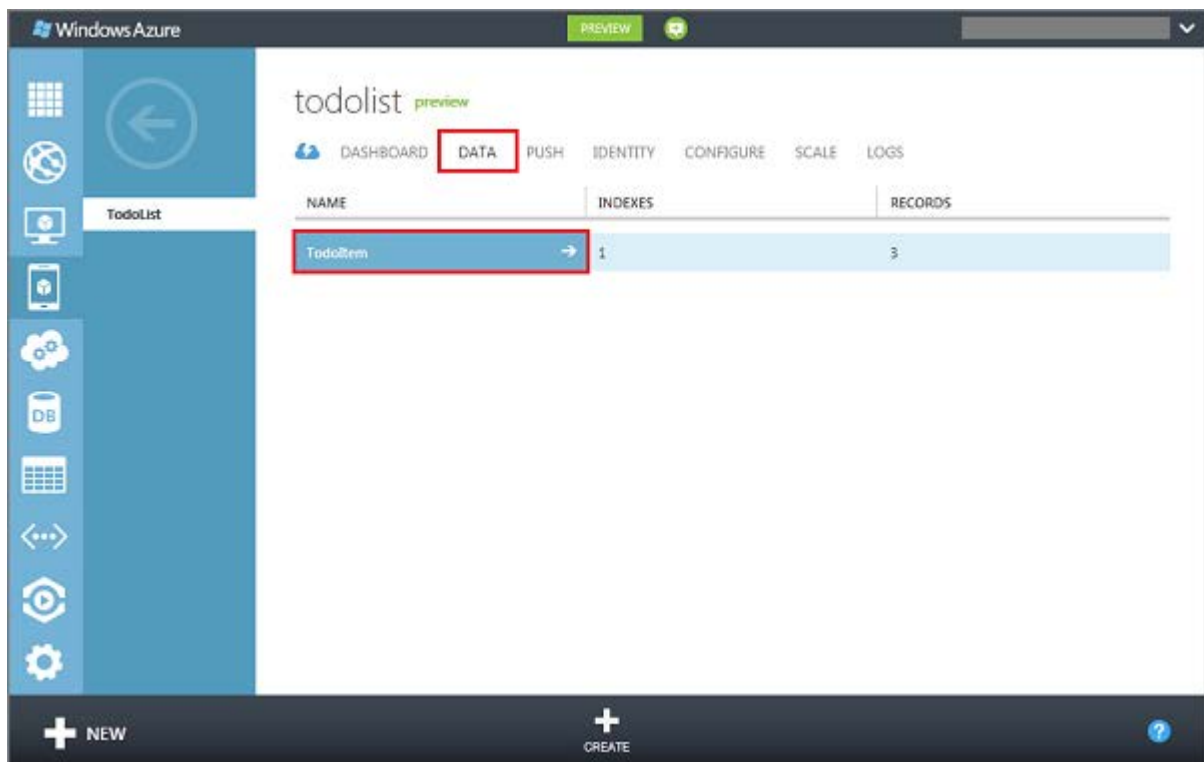 Windows Azure
PREVIEW
todolist preview
DASHBOARD DATA PUSH IDENTITY CONFIGURE SCALE LOGS
TodoList
NAME INDEXES RECORDS
TodoItem 1 3
DB
NEW
CREATE
?